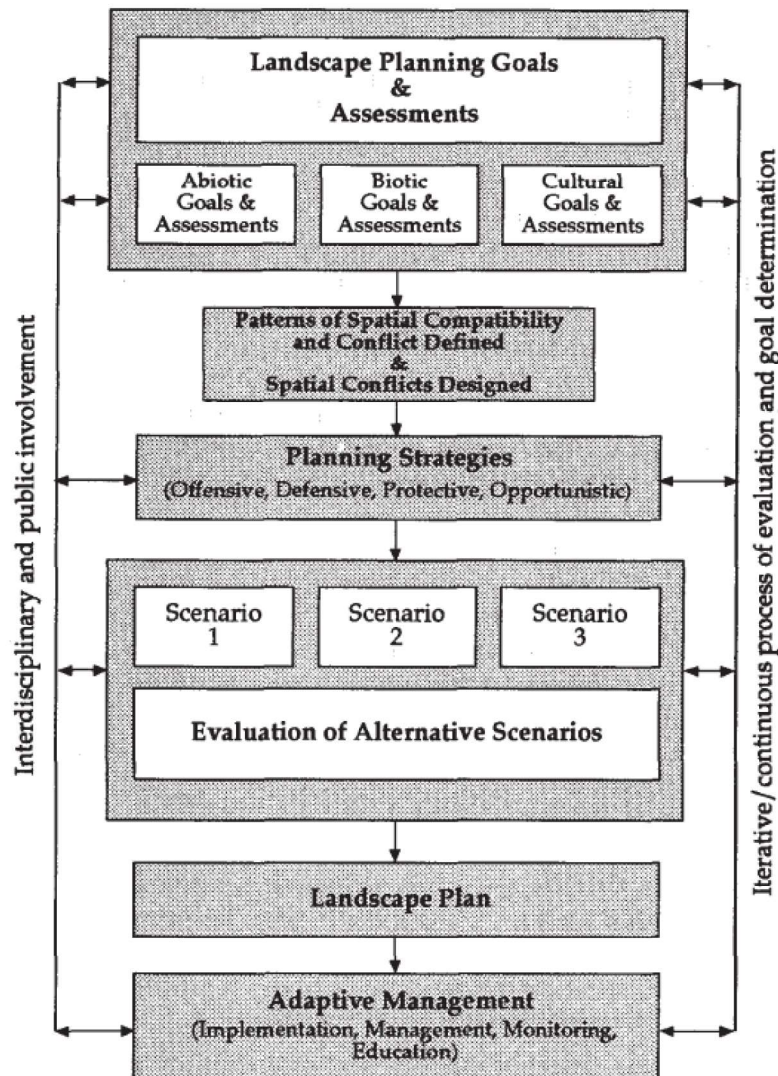 Landscape Planning Goals
&
Assessments
Abiotic
Goals &
Assessments
Biotic
Goals &
Assessments
Cultural
Goals &
Assessments
Patterns of Spatial Compatibility
and Conflict Defined
&
Spatial Conflicts Designed
Planning Strategies
(Offensive, Defensive, Protective, Opportunistic)
Scenario
1
Scenario
2
Scenario
3
Evaluation of Alternative Scenarios
Landscape Plan
Adaptive Management
(Implementation, Management, Monitoring,
Education)
Interdisciplinary and public involvement
Iterative/continuous process of evaluation and goal determination